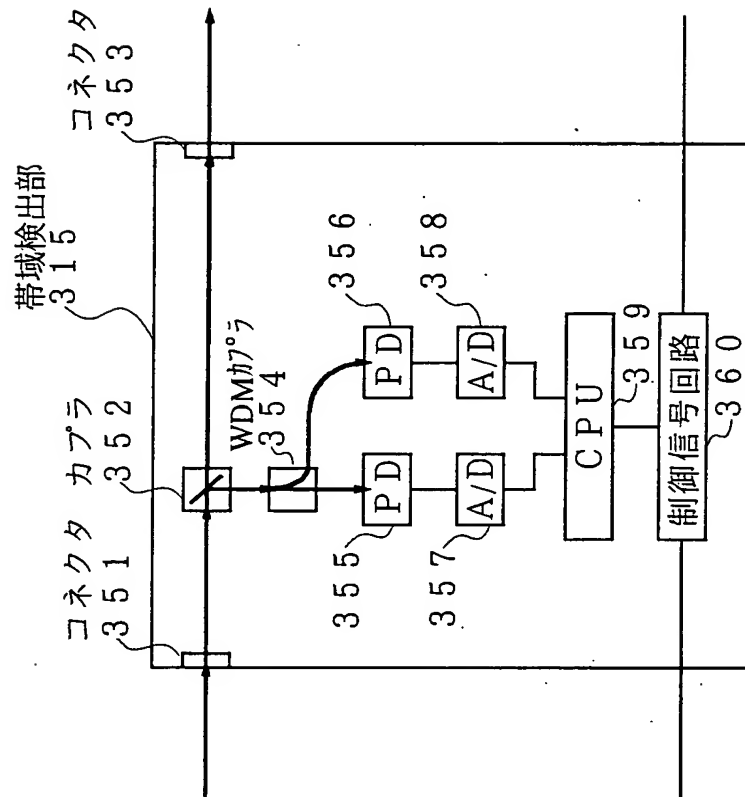 帯域検出部
315
コネクタ
351
カプラ
352
コネクタ
353
WDMカプラ
354
PD
355
PD
356
A/D
357
A/D
358
CPU
359
制御信号回路
360